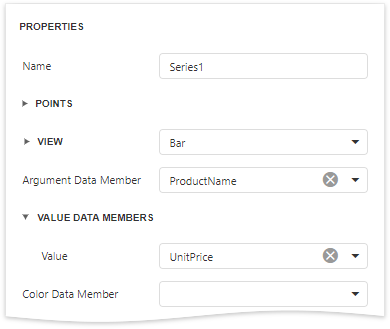 PROPERTIES
Name Series1
POINTS
VIEW Bar
Argument Data Member ProductName
VALUE DATA MEMBERS
Value UnitPrice
Color Data Member